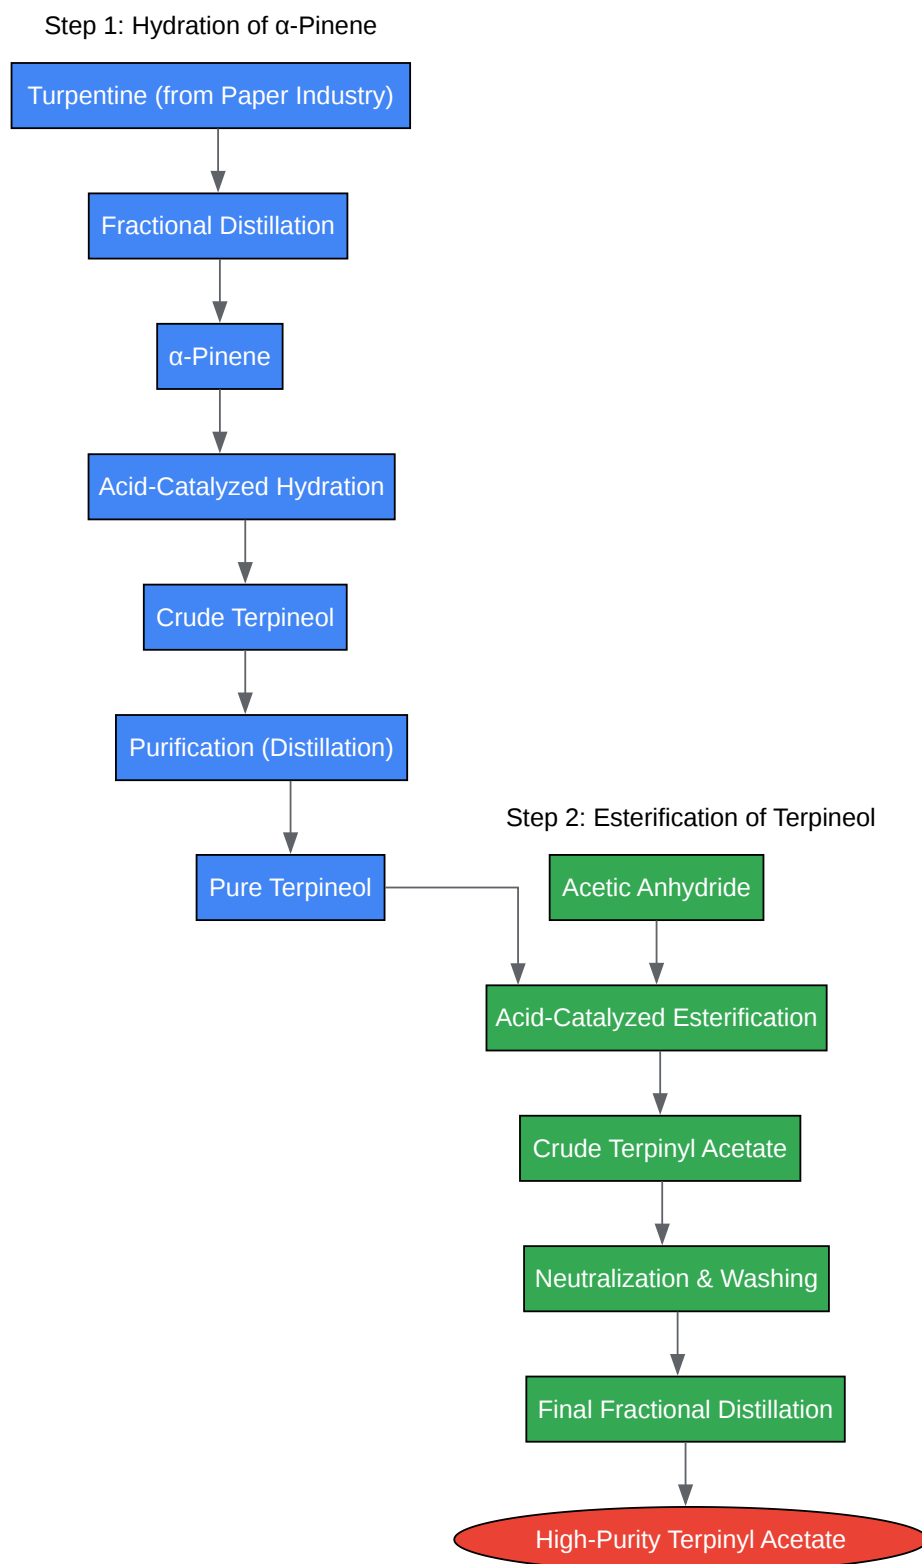 Step 1: Hydration of α-Pinene
Turpentine (from Paper Industry)
Fractional Distillation
α-Pinene
Acid-Catalyzed Hydration
Crude Terpineol
Purification (Distillation)
Pure Terpineol
Step 2: Esterification of Terpineol
Acetic Anhydride
Acid-Catalyzed Esterification
Crude Terpinyl Acetate
Neutralization & Washing
Final Fractional Distillation
High-Purity Terpinyl Acetate